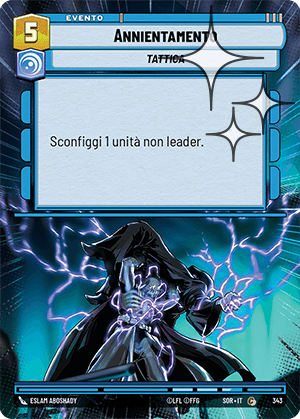 5
EVENTO
ANNIENTAMENTO
TATTICA
Sconfiggi 1 unità non leader.
ESLAM ABOSHADY
©LFL ©FFG
SOR•IT
C
343